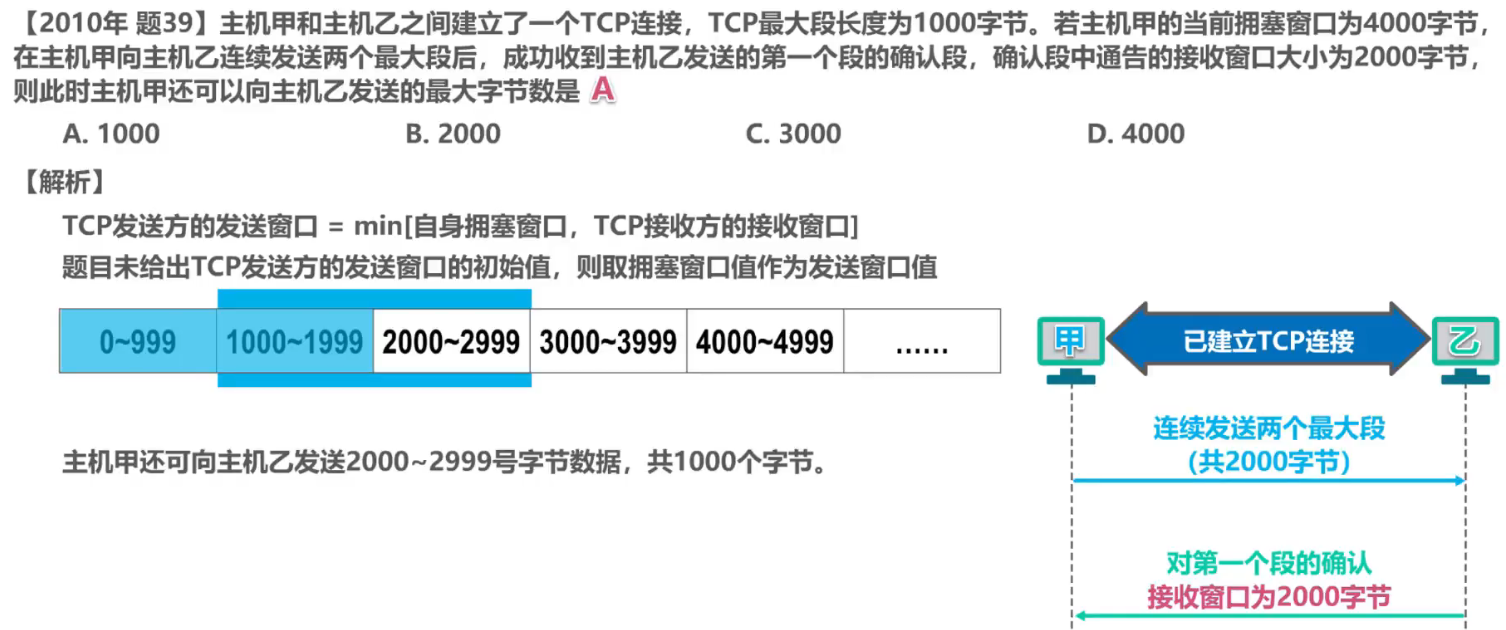 【2010年 题39】主机甲和主机乙之间建立了一个TCP连接，TCP最大段长度为1000字节。若主机甲的当前拥塞窗口为4000字节，
在主机甲向主机乙连续发送两个最大段后，成功收到主机乙发送的第一个段的确认段，确认段中通告的接收窗口大小为2000字节，
则此时主机甲还可以向主机乙发送的最大字节数是 A
A. 1000 B. 2000 C. 3000 D. 4000
【解析】
TCP发送方的发送窗口 = min[自身拥塞窗口，TCP接收方的接收窗口]
题目未给出TCP发送方的发送窗口的初始值，则取拥塞窗口值作为发送窗口值
0~999 1000~1999 2000~2999 3000~3999 4000~4999 ……
甲 已建立TCP连接 乙
连续发送两个最大段
(共2000字节)
主机甲还可向主机乙发送2000~2999号字节数据，共1000个字节。
对第一个段的确认
接收窗口为2000字节